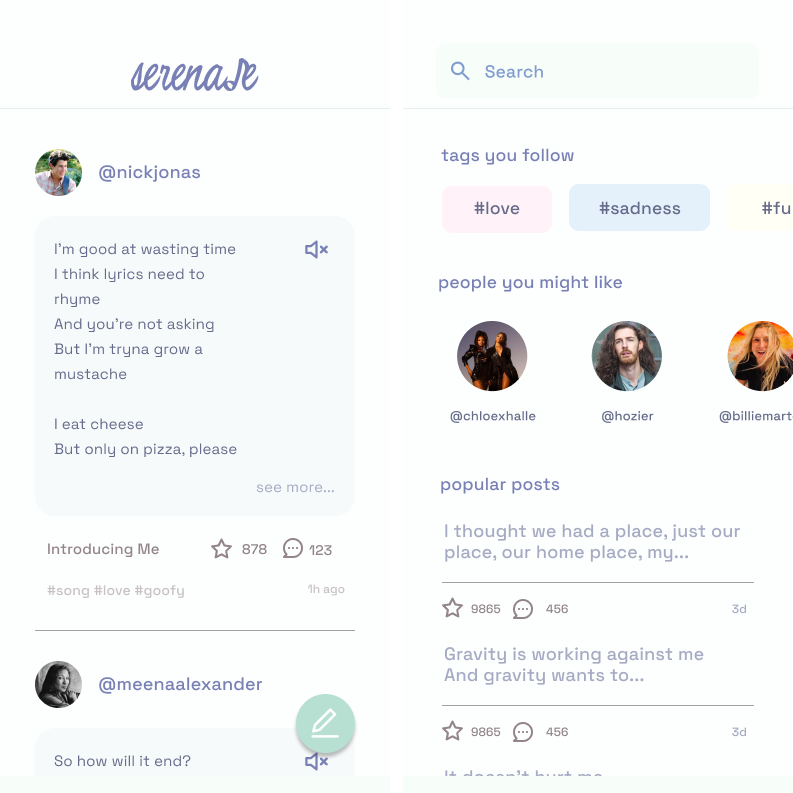 serenade
@nickjonas
I'm good at wasting time
I think lyrics need to
rhyme
And you're not asking
But I'm tryna grow a
mustache
I eat cheese
But only on pizza, please
see more...
Introducing Me
878
123
#song #love #goofy
1h ago
@meenaalexander
So how will it end?
Search
tags you follow
#love
#sadness
#fu
people you might like
@chloexhalle
@hozier
@billiemart
popular posts
I thought we had a place, just our
place, our home place, my...
9865
456
3d
Gravity is working against me
And gravity wants to...
9865
456
3d
It doesn't hurt me